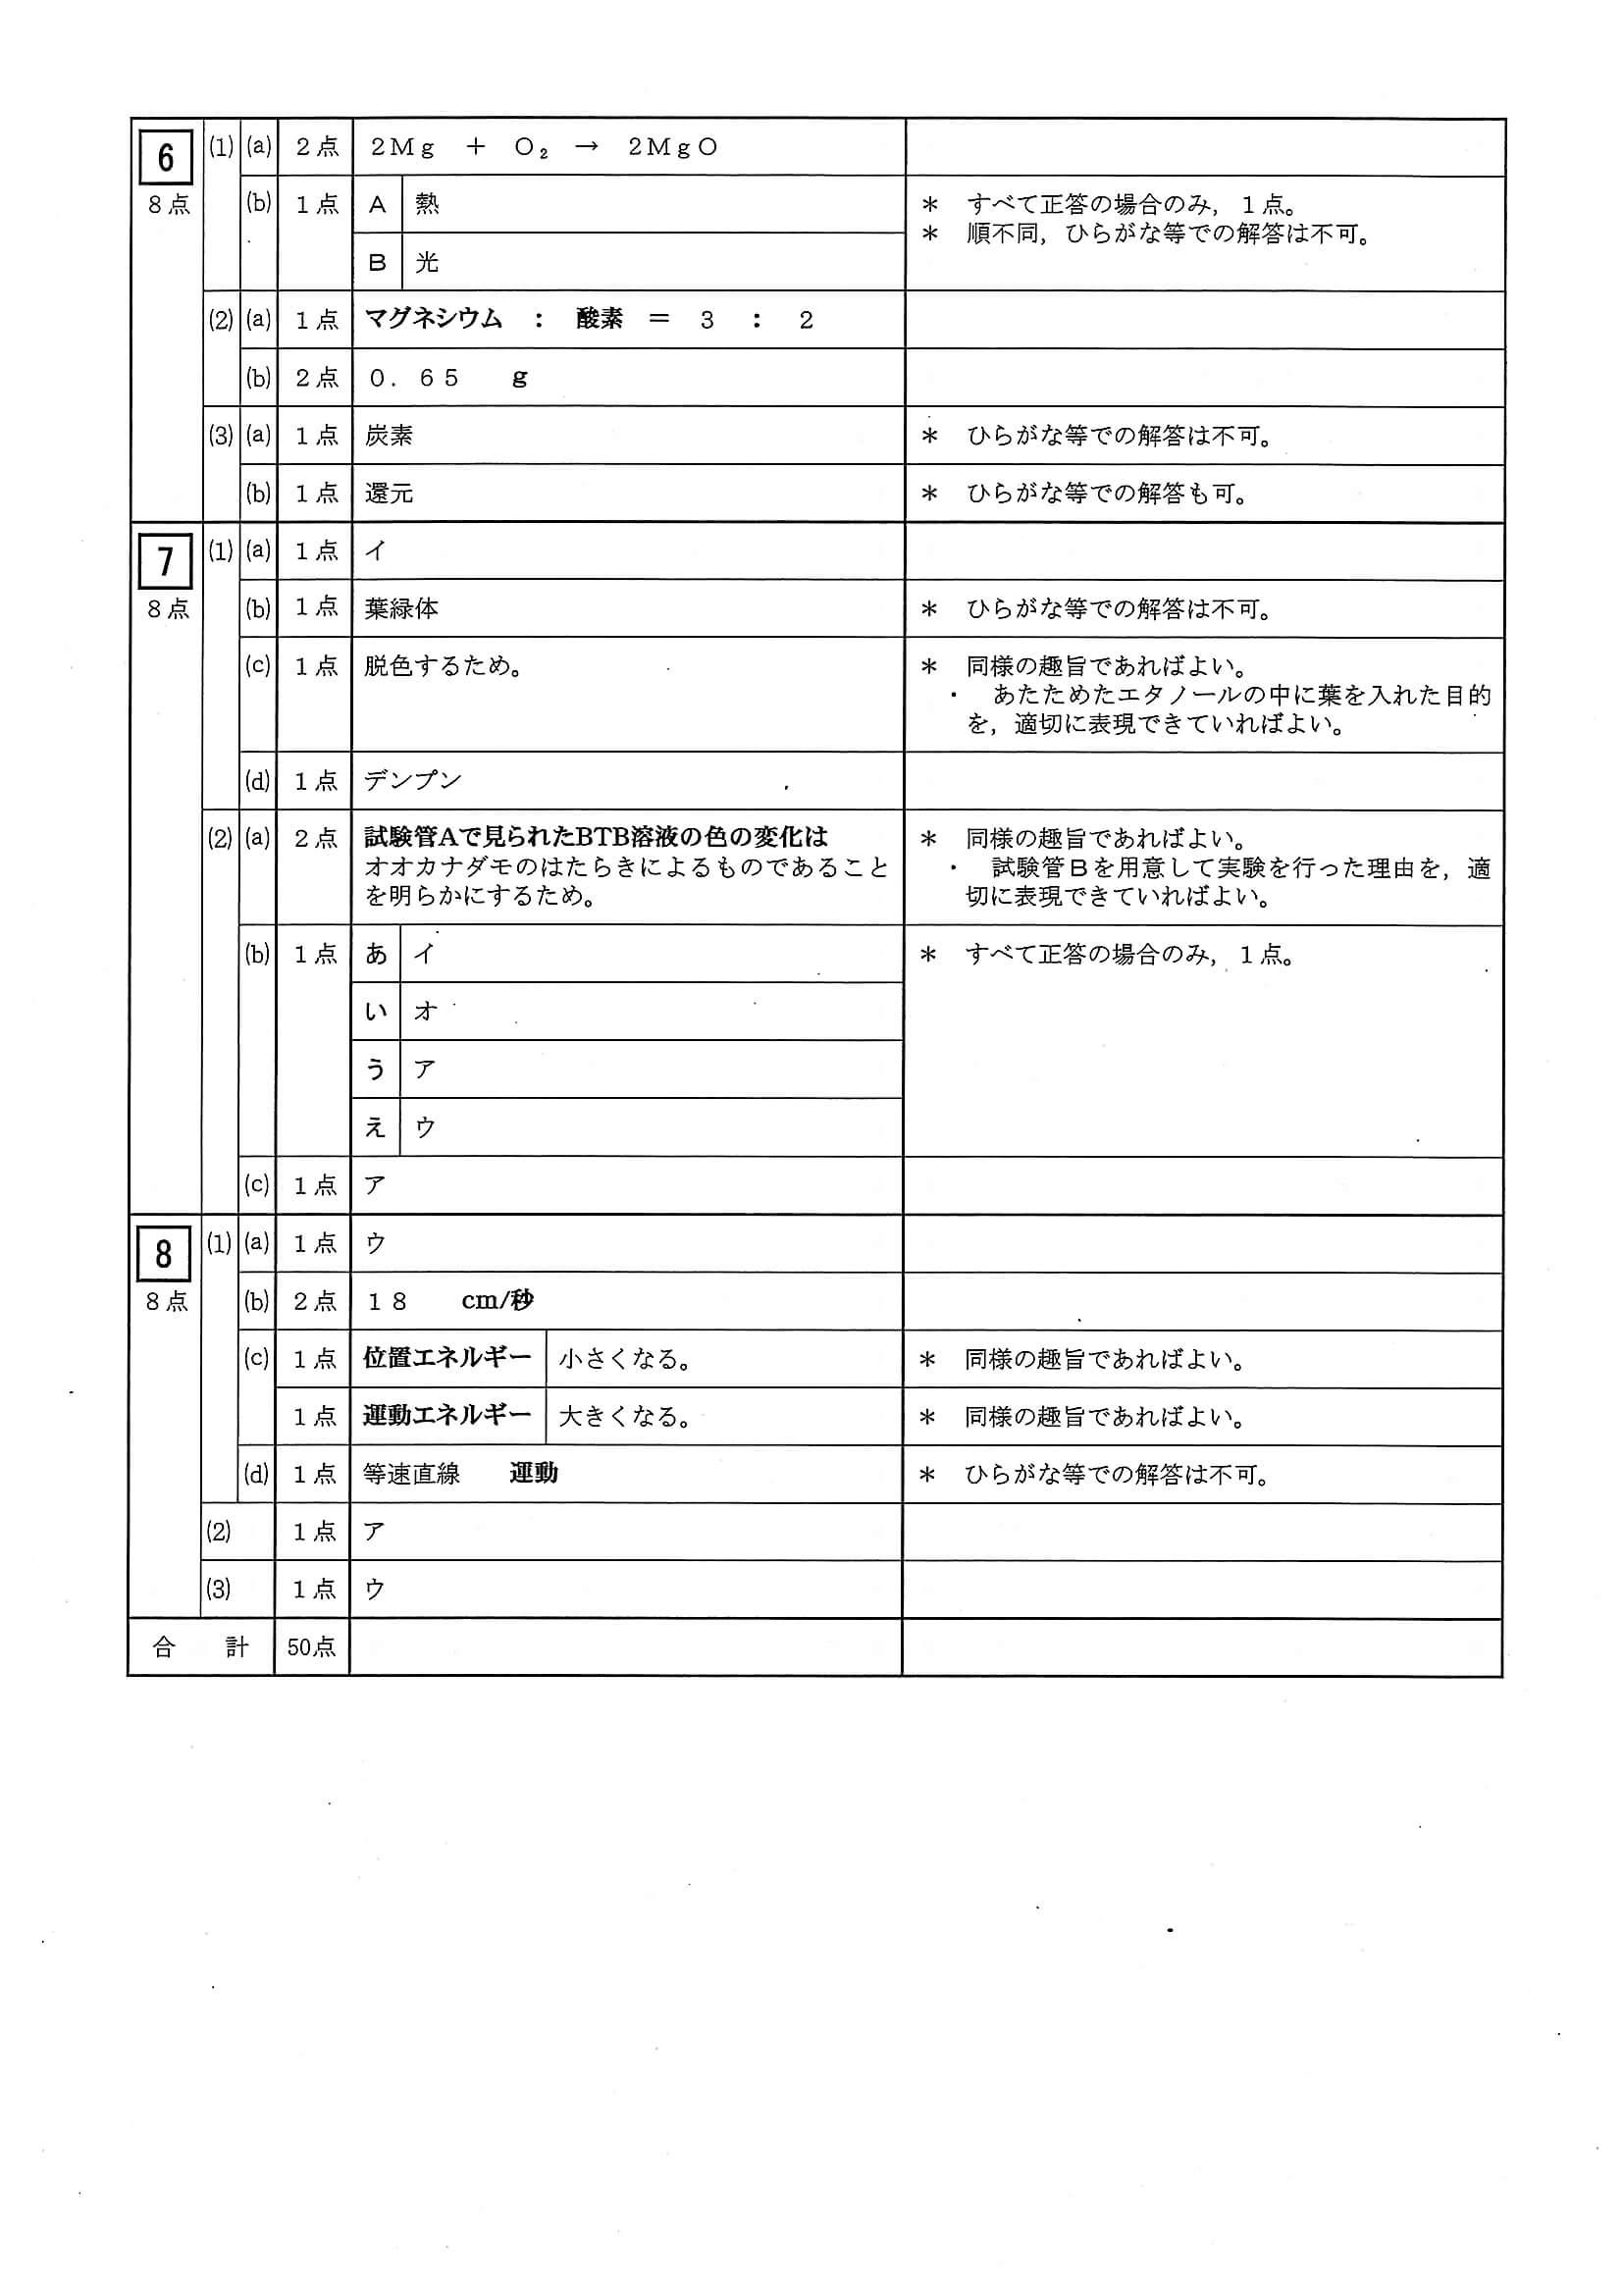 6 (1) (a) 2点 2Mg + O₂ → 2MgO
8点 (b) 1点 A 熱 * すべて正答の場合のみ，1点。
* 順不同，ひらがな等での解答は不可。
B 光
(2) (a) 1点 マグネシウム : 酸素 = 3 : 2
(b) 2点 0．65 g
(3) (a) 1点 炭素 * ひらがな等での解答は不可。
(b) 1点 還元 * ひらがな等での解答も可。
7 (1) (a) 1点 イ
8点 (b) 1点 葉緑体 * ひらがな等での解答は不可。
(c) 1点 脱色するため。 * 同様の趣旨であればよい。
・ あたためたエタノールの中に葉を入れた目的
を，適切に表現できていればよい。
(d) 1点 デンプン
(2) (a) 2点 試験管Aで見られたBTB溶液の色の変化は * 同様の趣旨であればよい。
オオカナダモのはたらきによるものであること ・ 試験管Bを用意して実験を行った理由を，適
を明らかにするため。 切に表現できていればよい。
(b) 1点 あ イ * すべて正答の場合のみ，1点。
い オ
う ア
え ウ
(c) 1点 ア
8 (1) (a) 1点 ウ
8点 (b) 2点 18 cm/秒
(c) 1点 位置エネルギー 小さくなる。 * 同様の趣旨であればよい。
1点 運動エネルギー 大きくなる。 * 同様の趣旨であればよい。
(d) 1点 等速直線 運動 * ひらがな等での解答は不可。
(2) 1点 ア
(3) 1点 ウ
合 計 50点